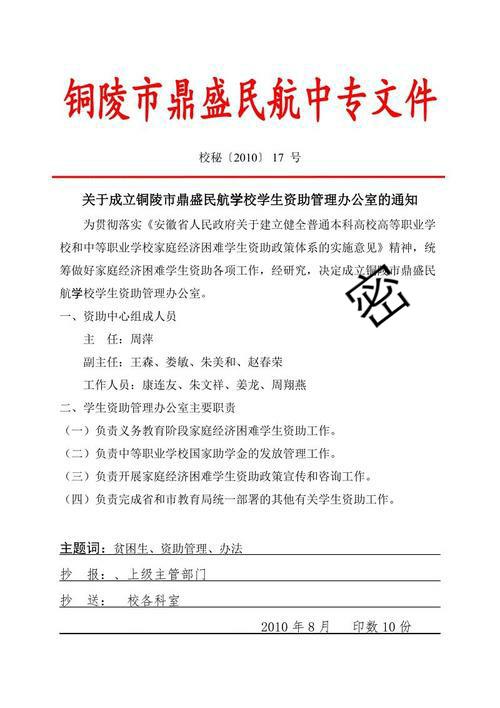 铜陵市鼎盛民航中专文件
校秘〔2010〕 17 号
关于成立铜陵市鼎盛民航学校学生资助管理办公室的通知
为贯彻落实《安徽省人民政府关于建立健全普通本科高校高等职业学
校和中等职业学校家庭经济困难学生资助政策体系的实施意见》精神，统
筹做好家庭经济困难学生资助各项工作，经研究，决定成立铜陵市鼎盛民
航学校学生资助管理办公室。
密
一、资助中心组成人员
主　任：周萍
副主任：王森、娄敏、朱美和、赵春荣
工作人员：康连友、朱文祥、姜龙、周翔燕
二、学生资助管理办公室主要职责
（一）负责义务教育阶段家庭经济困难学生资助工作。
（二）负责中等职业学校国家助学金的发放管理工作。
（三）负责开展家庭经济困难学生资助政策宣传和咨询工作。
（四）负责完成省和市教育局统一部署的其他有关学生资助工作。
主题词：贫困生、资助管理、办法
抄　报：、上级主管部门
抄　送：　校各科室
2010 年 8 月　印数 10 份